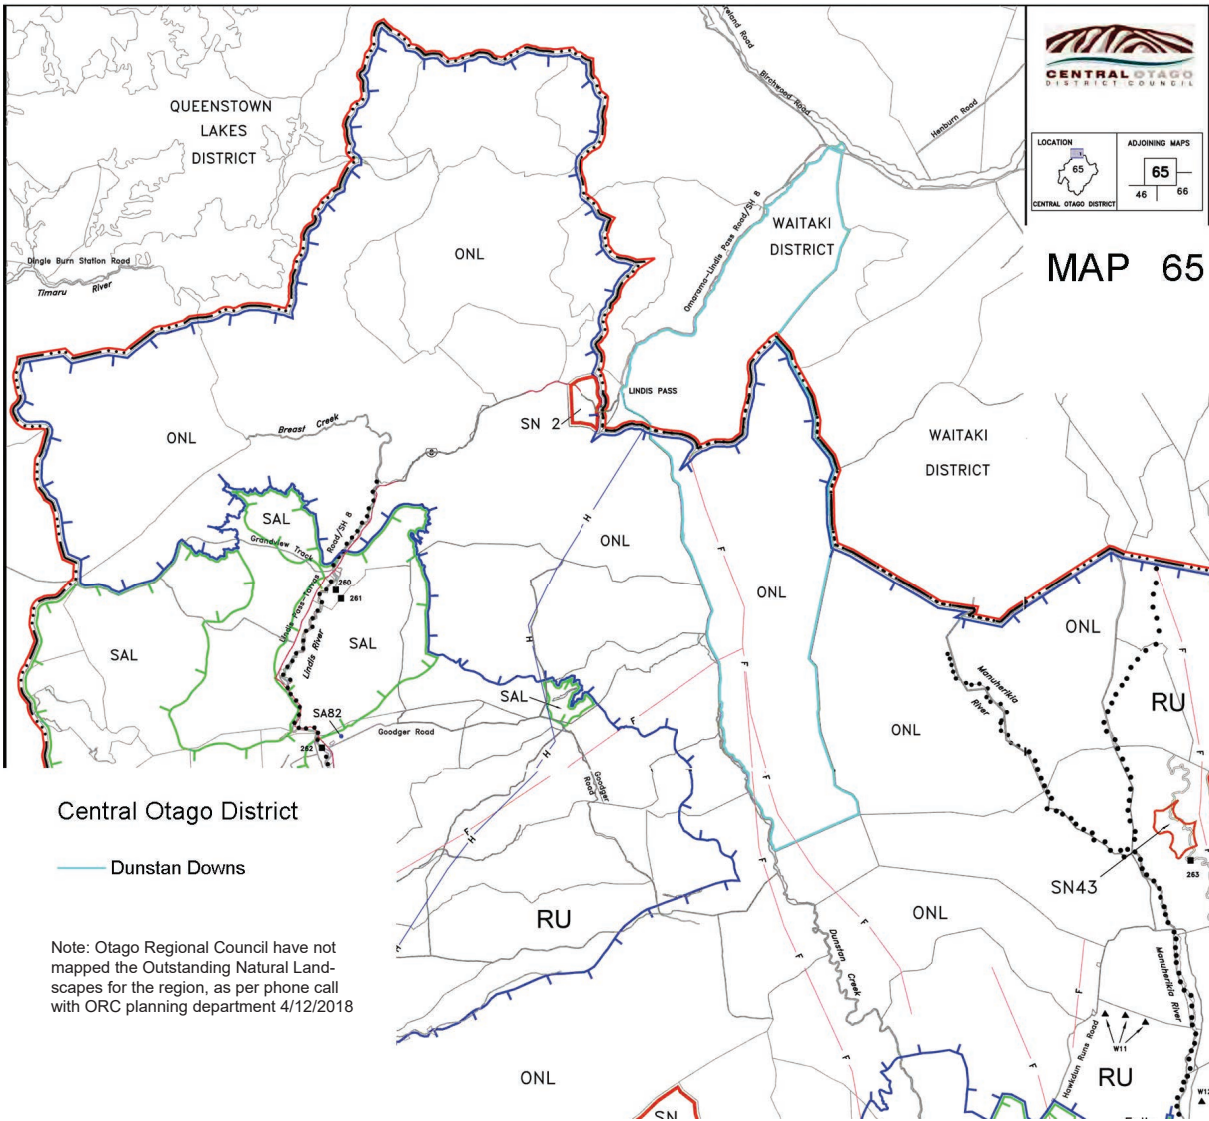 QUEENSTOWN
LAKES
DISTRICT
Birchwood Road
Henburn Road
CENTRAL OTAGO
DISTRICT COUNCIL
LOCATION
65
CENTRAL OTAGO DISTRICT
ADJOINING MAPS
65
46
66
MAP 65
ONL
WAITAKI
DISTRICT
Omarama-Lindis Pass Road/SH 8
Dingle Burn Station Road
Timaru River
LINDIS PASS
SN 2
ONL
Breast Creek
8
WAITAKI
DISTRICT
SAL
Road/SH 8
Grandview Track
H
ONL
F
F
260
261
Lindis Pass-Tarras
Lindis River
ONL
ONL
SAL
SAL
H
F
Manuherikia
River
RU
SAL
SA82
262
Goodger Road
F
H
ONL
F
F
Goodger
Road
F
H
SN43
263
Central Otago District
Dunstan Downs
RU
ONL
F
F
Dunstan
Creek
Manuherikia River
H
F
F
Note: Otago Regional Council have not
mapped the Outstanding Natural Land-
scapes for the region, as per phone call
with ORC planning department 4/12/2018
W11
Hawkdun Runs Road
RU
F
F
ONL
SN